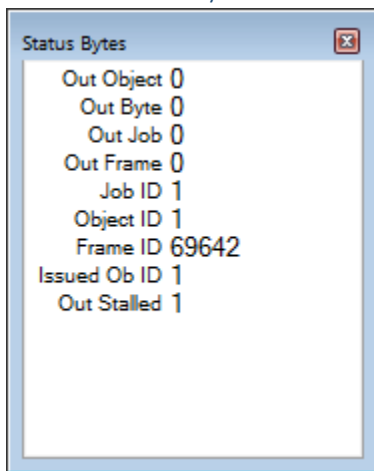 Status Bytes
Out Object 0
Out Byte 0
Out Job 0
Out Frame 0
Job ID 1
Object ID 1
Frame ID 69642
Issued Ob ID 1
Out Stalled 1